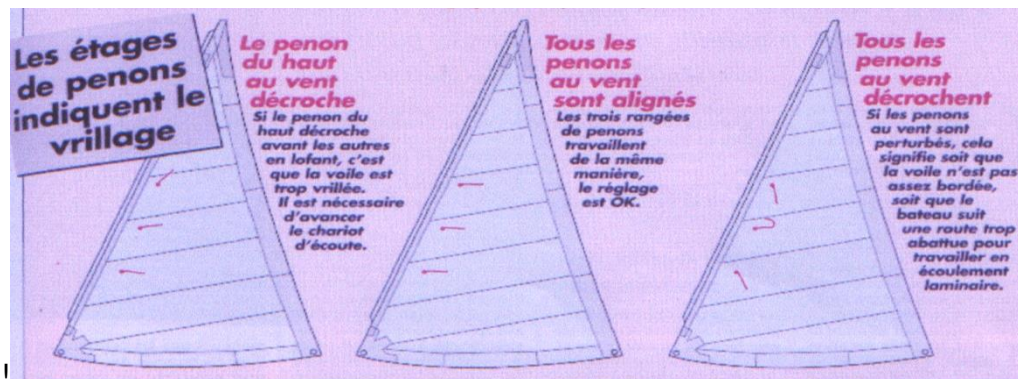 Les étages
de penons
indiquent le
vrillage
Le penon
du haut
au vent
décroche
Si le penon du
haut décroche
avant les autres
en lofant, c'est
que la voile est
trop vrillée.
Il est nécessaire
d'avancer
le chariot
d'écoute.
Tous les
penons
au vent
sont alignés
Les trois rangées
de penons
travaillent
de la même
manière,
le réglage
est OK.
Tous les
penons
au vent
décrochent
Si les penons
au vent sont
perturbés, cela
signifie soit que
la voile n'est pas
assez bordée,
soit que le
bateau suit
une route trop
abattue pour
travailler en
écoulement
laminaire.